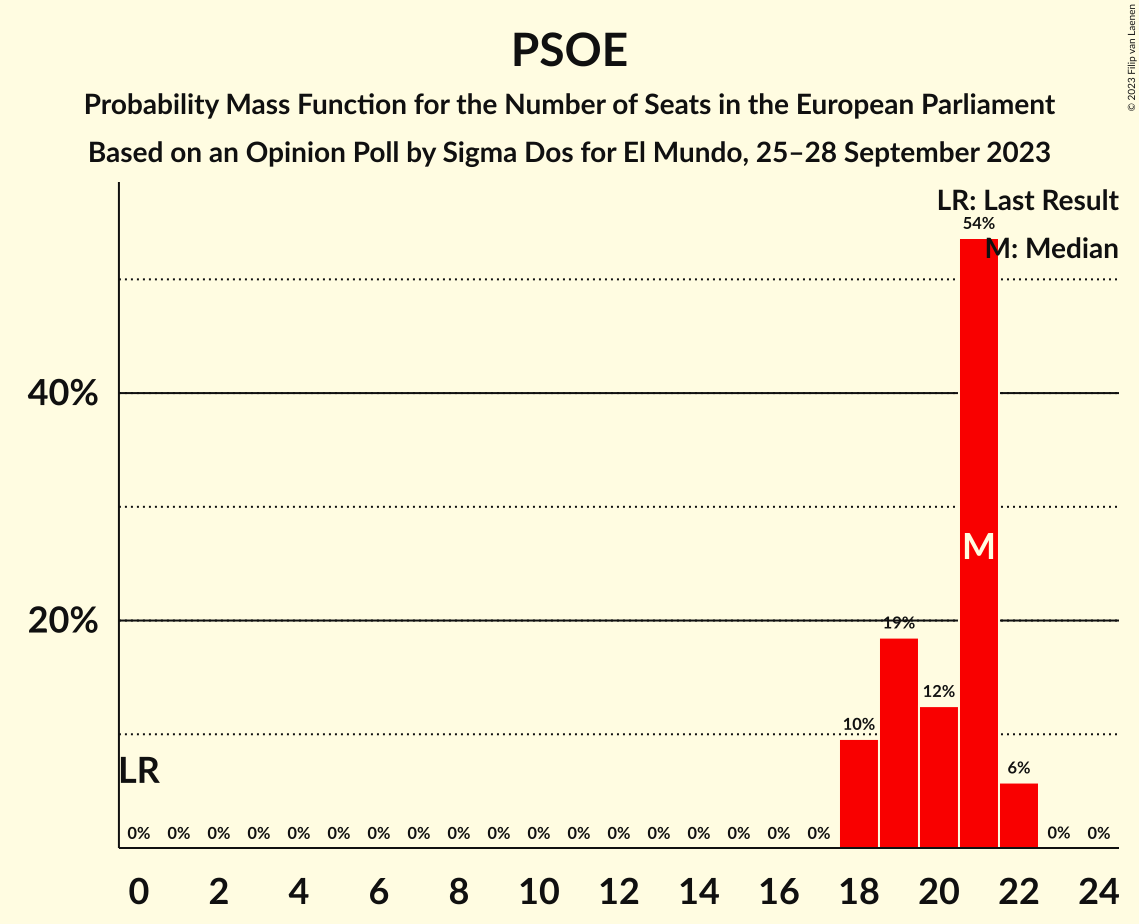 PSOE
Probability Mass Function for the Number of Seats in the European Parliament
Based on an Opinion Poll by Sigma Dos for El Mundo, 25–28 September 2023
© 2023 Filip van Laenen
LR: Last Result
M: Median
54%
40%
M
20%
19%
12%
10%
6%
LR
0% 0% 0% 0% 0% 0% 0% 0% 0% 0% 0% 0% 0% 0% 0% 0% 0% 0% 0% 0%
0 2 4 6 8 10 12 14 16 18 20 22 24